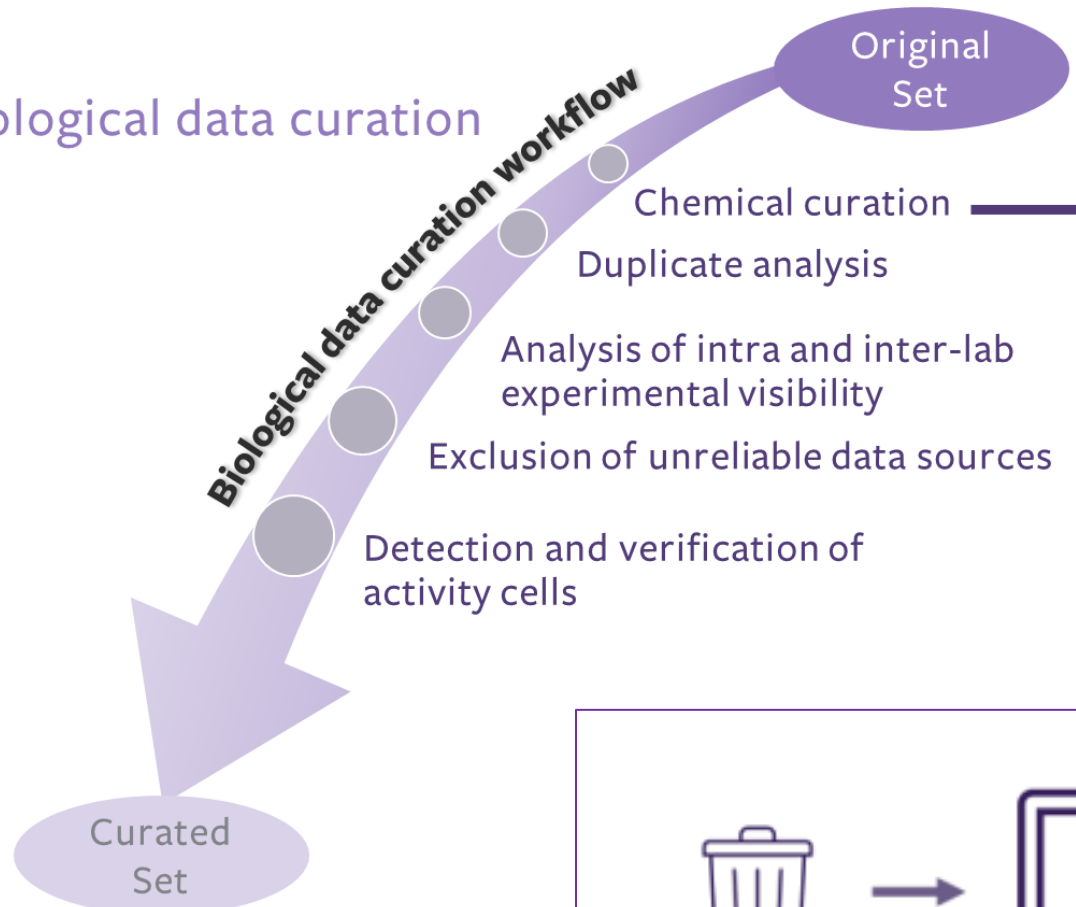 Original
Set
ological data curation
Biological data curation workflow
Chemical curation
Duplicate analysis
Analysis of intra and inter-lab
experimental visibility
Exclusion of unreliable data sources
Detection and verification of
activity cells
Curated
Set